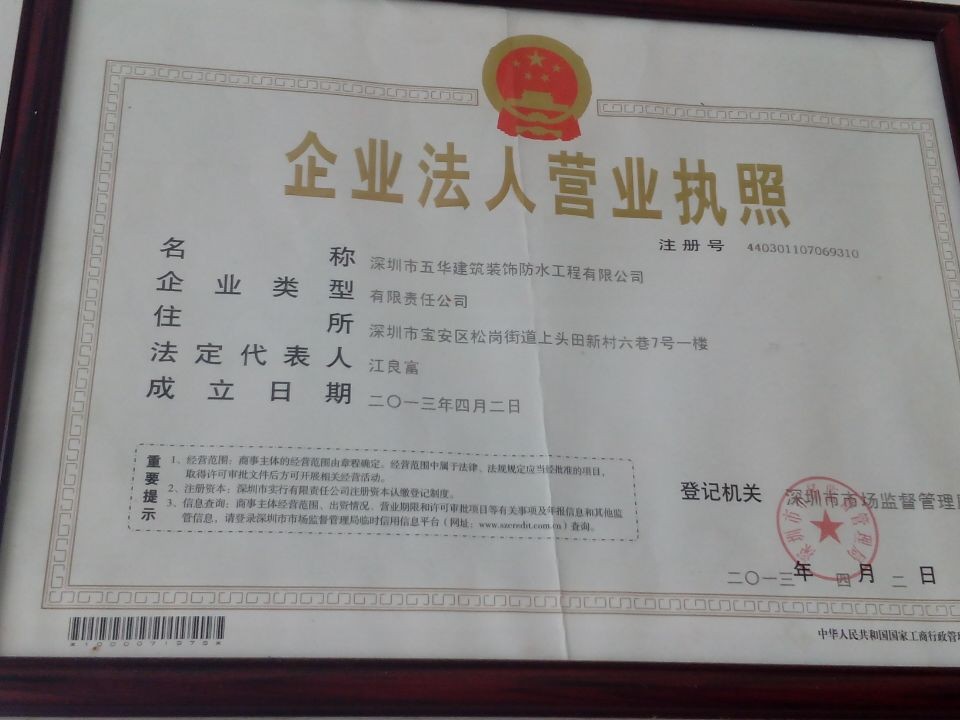 企业法人营业执照
注册号 440301107069310
名称 深圳市五华建筑装饰防水工程有限公司
企业类型 有限责任公司
住所 深圳市宝安区松岗街道上头田新村六巷7号一楼
法定代表人 江良富
成立日期 二〇一三年四月二日
重要提示
1、经营范围：商事主体的经营范围由章程确定。经营范围中属于法律、法规规定应当经批准的项目，
取得许可审批文件后方可开展相关经营活动。
2、注册资本：深圳市实行有限责任公司注册资本认缴登记制度。
3、信息查询：商事主体经营范围、出资情况、营业期限和许可审批项目等有关事项及年报信息和其他监
管信息，请登录深圳市市场监督管理局临时信用信息平台（网址：www.szcredit.com.cn）查询。
登记机关 深圳市市场监督管理局
二〇一三年四月二日
中华人民共和国国家工商行政管理